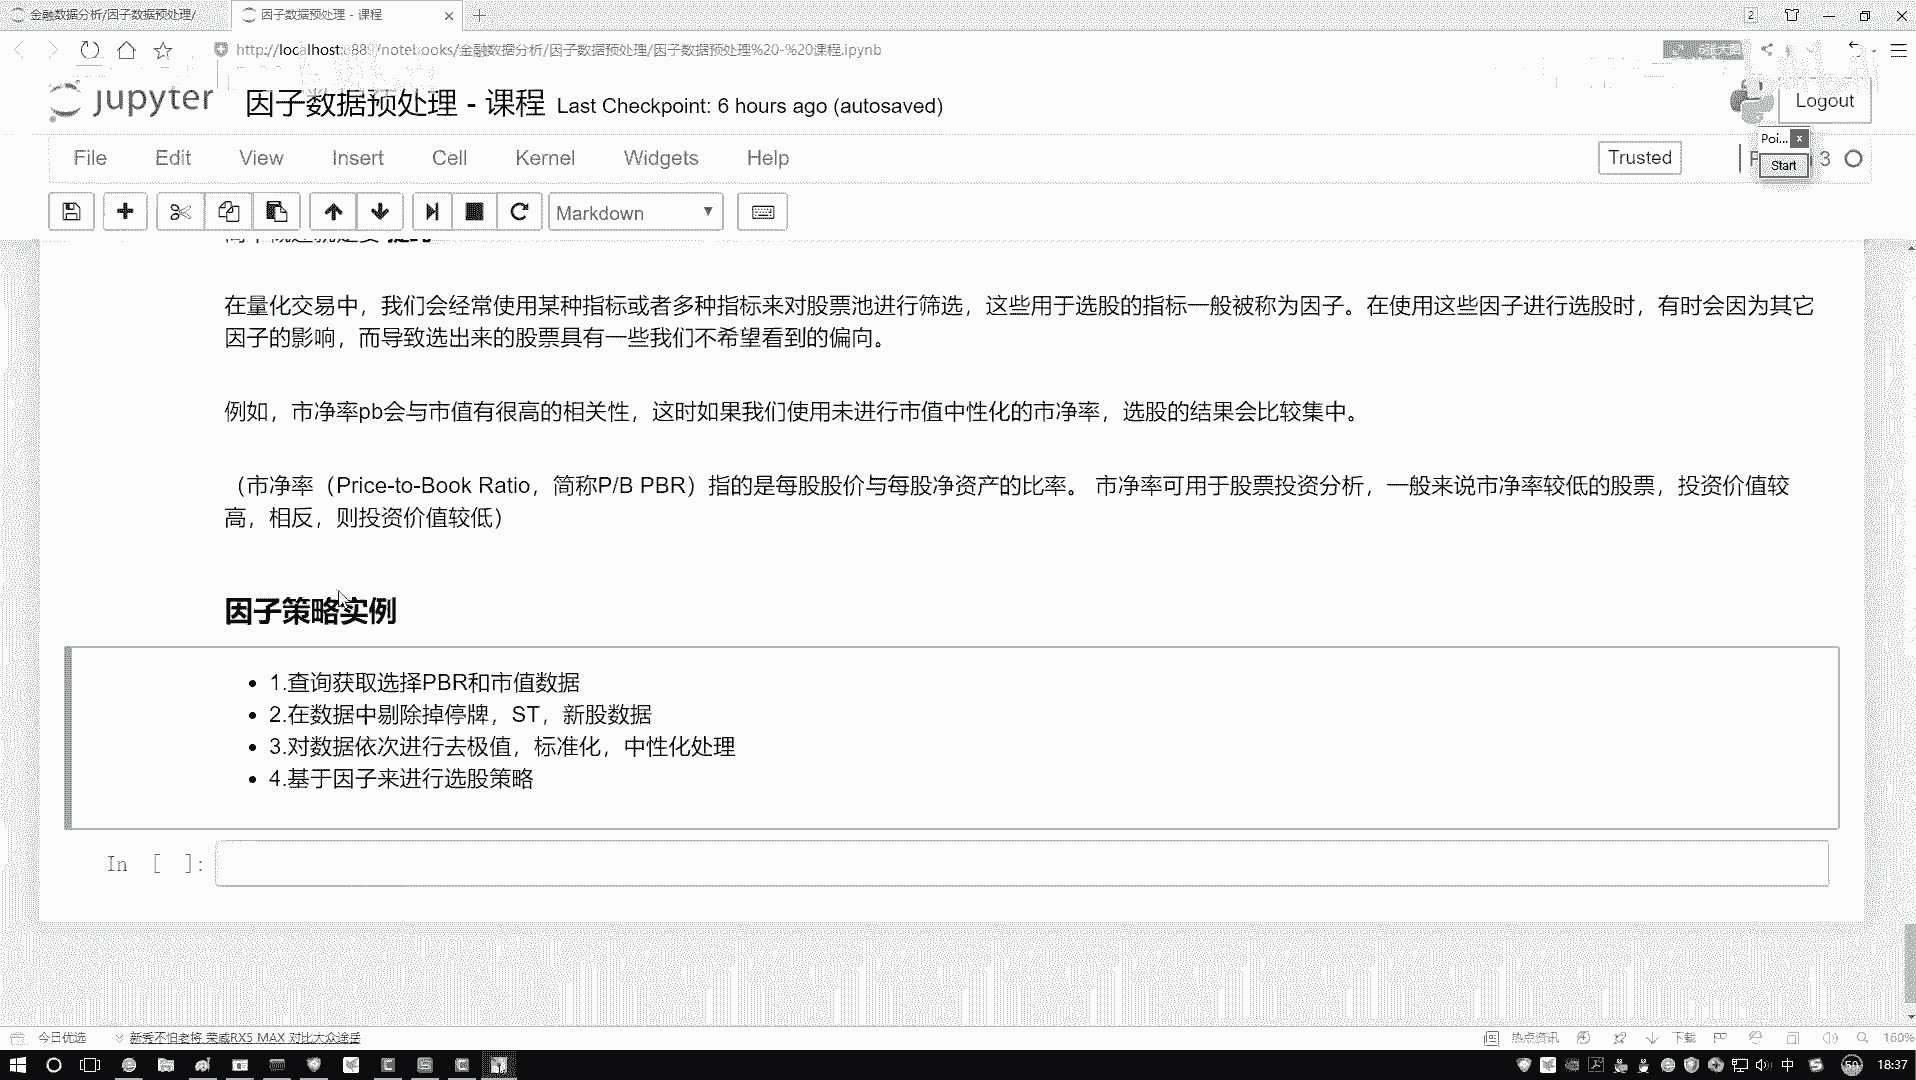 金融数据分析/因子数据预处理/
因子数据预处理 - 课程
2
http://localhost:888/notebooks/金融数据分析/因子数据预处理/因子数据预处理%20-%20课程.ipynb
jupyter
因子数据预处理 - 课程 Last Checkpoint: 6 hours ago (autosaved)
Logout
File Edit View Insert Cell Kernel Widgets Help
Trusted
3
Poi...
Start
Markdown
在量化交易中，我们会经常使用某种指标或者多种指标来对股票池进行筛选，这些用于选股的指标一般被称为因子。在使用这些因子进行选股时，有时会因为其它
因子的影响，而导致选出来的股票具有一些我们不希望看到的偏向。
例如，市净率pb会与市值有很高的相关性，这时如果我们使用未进行市值中性化的市净率，选股的结果会比较集中。
（市净率（Price-to-Book Ratio，简称P/B PBR）指的是每股股价与每股净资产的比率。 市净率可用于股票投资分析，一般来说市净率较低的股票，投资价值较
高，相反，则投资价值较低）
因子策略实例
1.查询获取选择PBR和市值数据
2.在数据中剔除掉停牌，ST，新股数据
3.对数据依次进行去极值，标准化，中性化处理
4.基于因子来进行选股策略
In [ ]:
今日优选
新秀不怕老将 荣威RX5 MAX 对比大众途岳
热点资讯
下载
160%
中
50
18:37